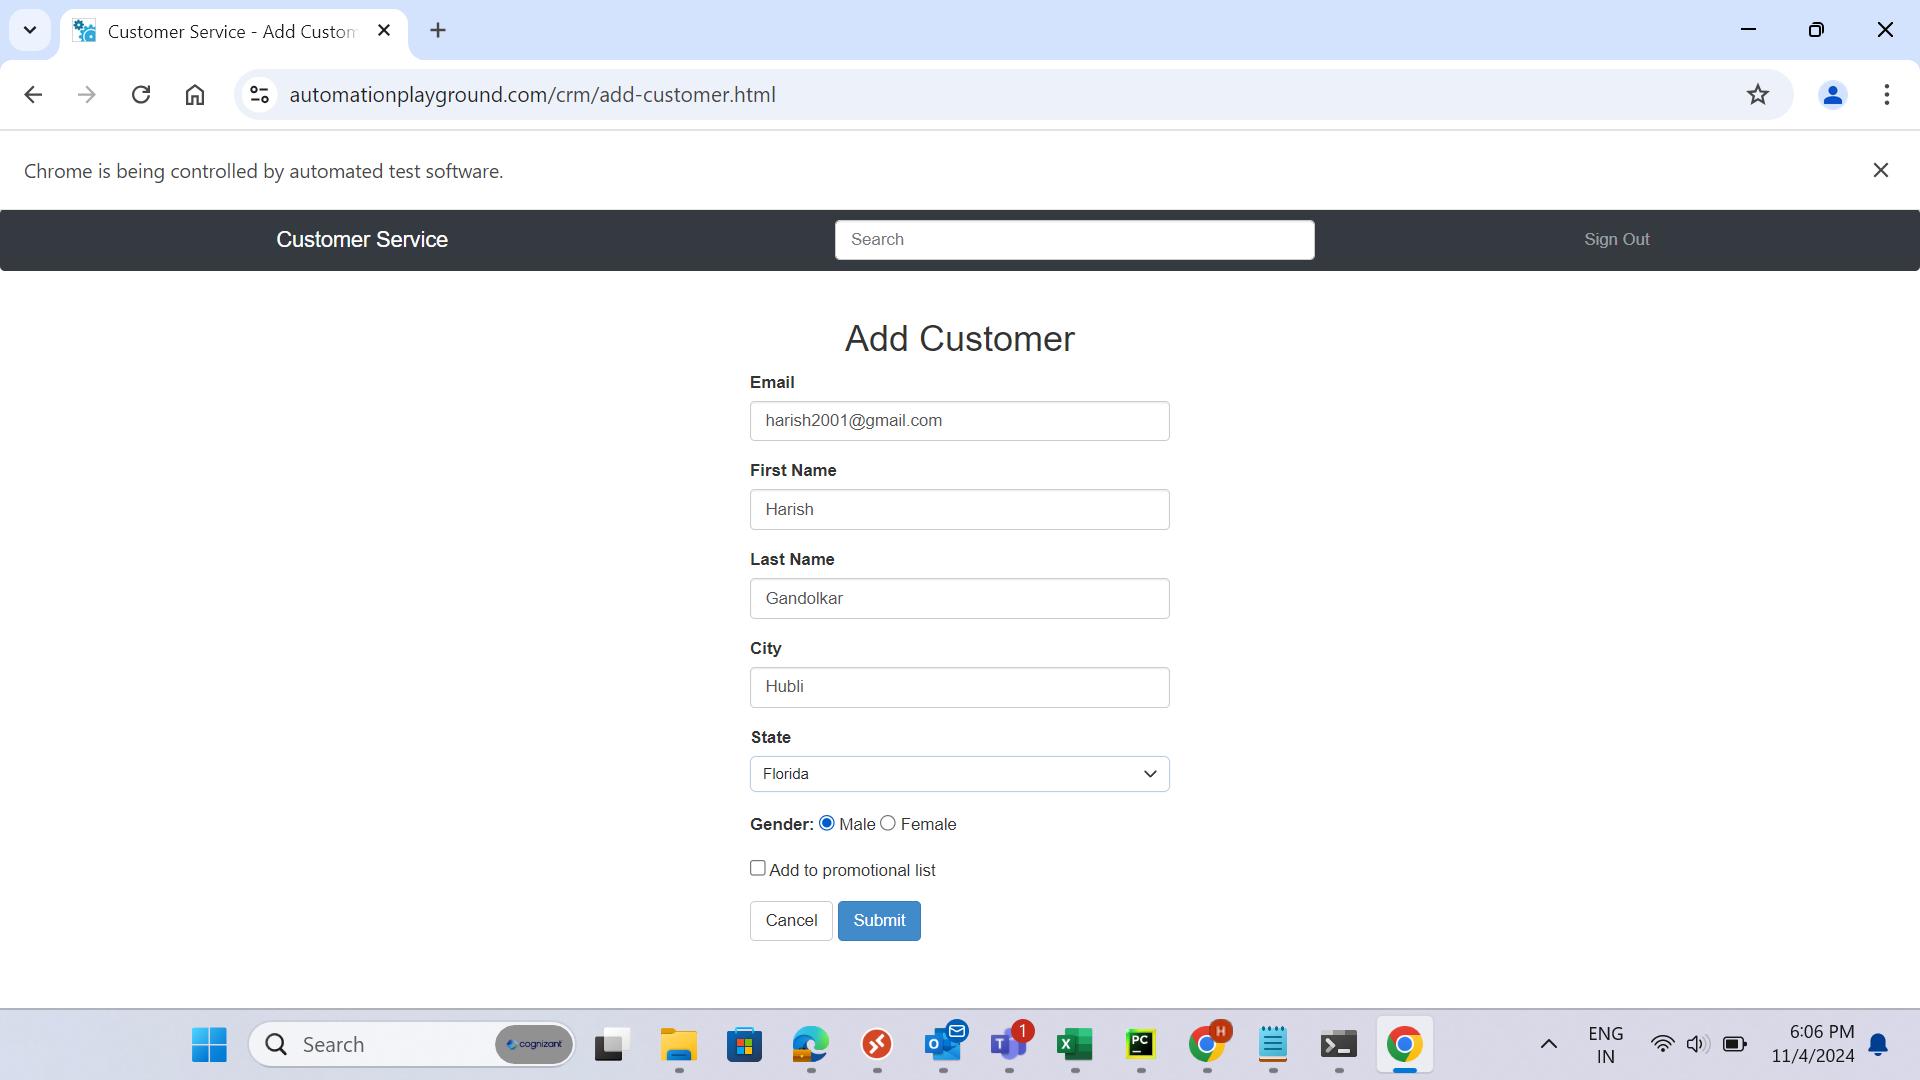 Customer Service - Add Custom
automationplayground.com/crm/add-customer.html
Chrome is being controlled by automated test software.
Customer Service
Search
Sign Out
Add Customer
Email
harish2001@gmail.com
First Name
Harish
Last Name
Gandolkar
City
Hubli
State
Florida
Gender: Male Female
Add to promotional list
Cancel Submit
Search
cognizant
1
PC
H
ENG
IN
6:06 PM
11/4/2024